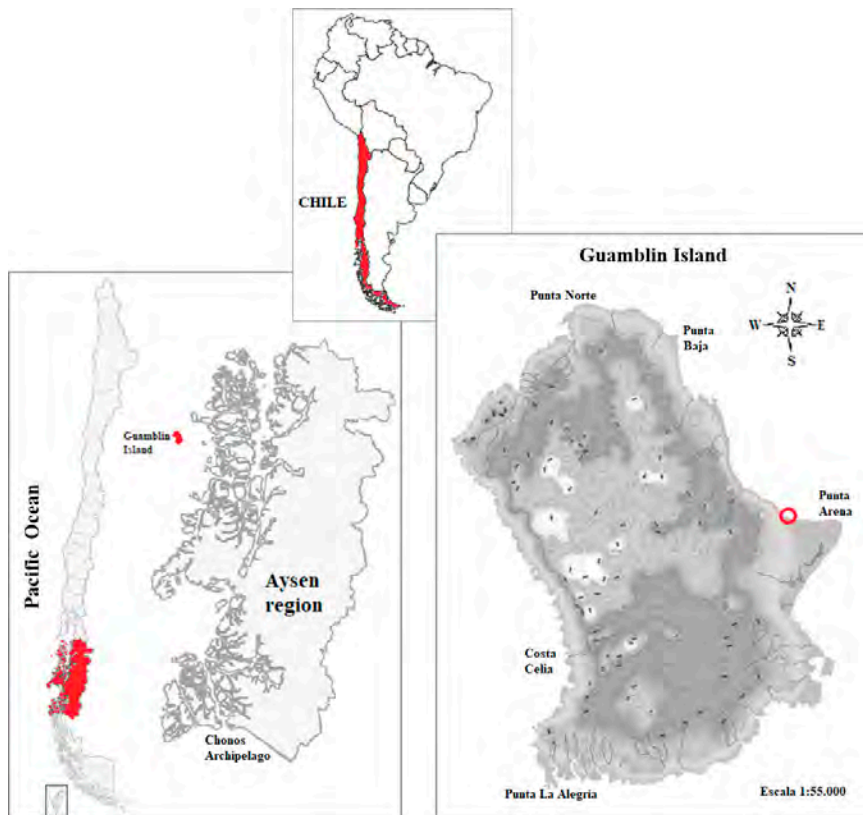 CHILE
Guamblin Island
Punta Norte
N
Punta
Baja
W
E
S
Guamblin
Island
Punta
Arena
Pacific Ocean
Aysen
region
Costa
Celia
Chonos
Archipelago
Punta La Alegría
Escala 1:55.000